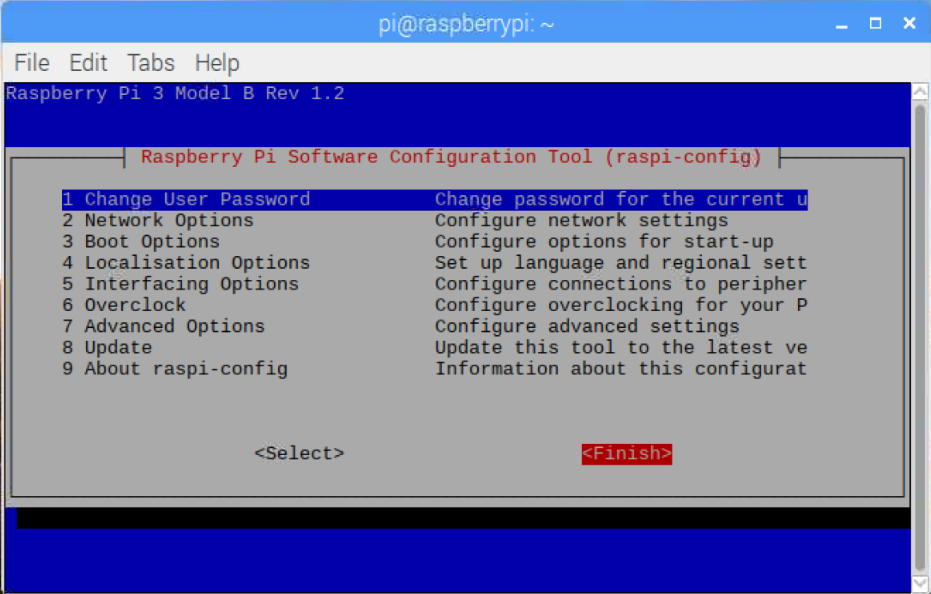 pi@raspberrypi: ~
File Edit Tabs Help
Raspberry Pi 3 Model B Rev 1.2
Raspberry Pi Software Configuration Tool (raspi-config)
1 Change User Password Change password for the current u
2 Network Options Configure network settings
3 Boot Options Configure options for start-up
4 Localisation Options Set up language and regional sett
5 Interfacing Options Configure connections to peripher
6 Overclock Configure overclocking for your P
7 Advanced Options Configure advanced settings
8 Update Update this tool to the latest ve
9 About raspi-config Information about this configurat
<Select> <Finish>